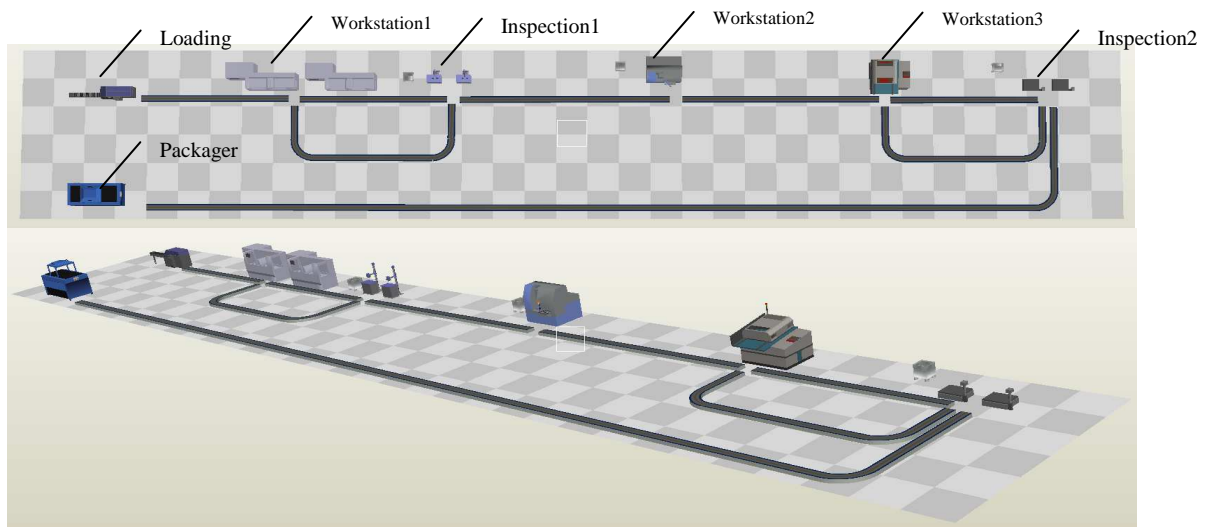 Loading
Workstation1
Inspection1
Workstation2
Workstation3
Inspection2
Packager